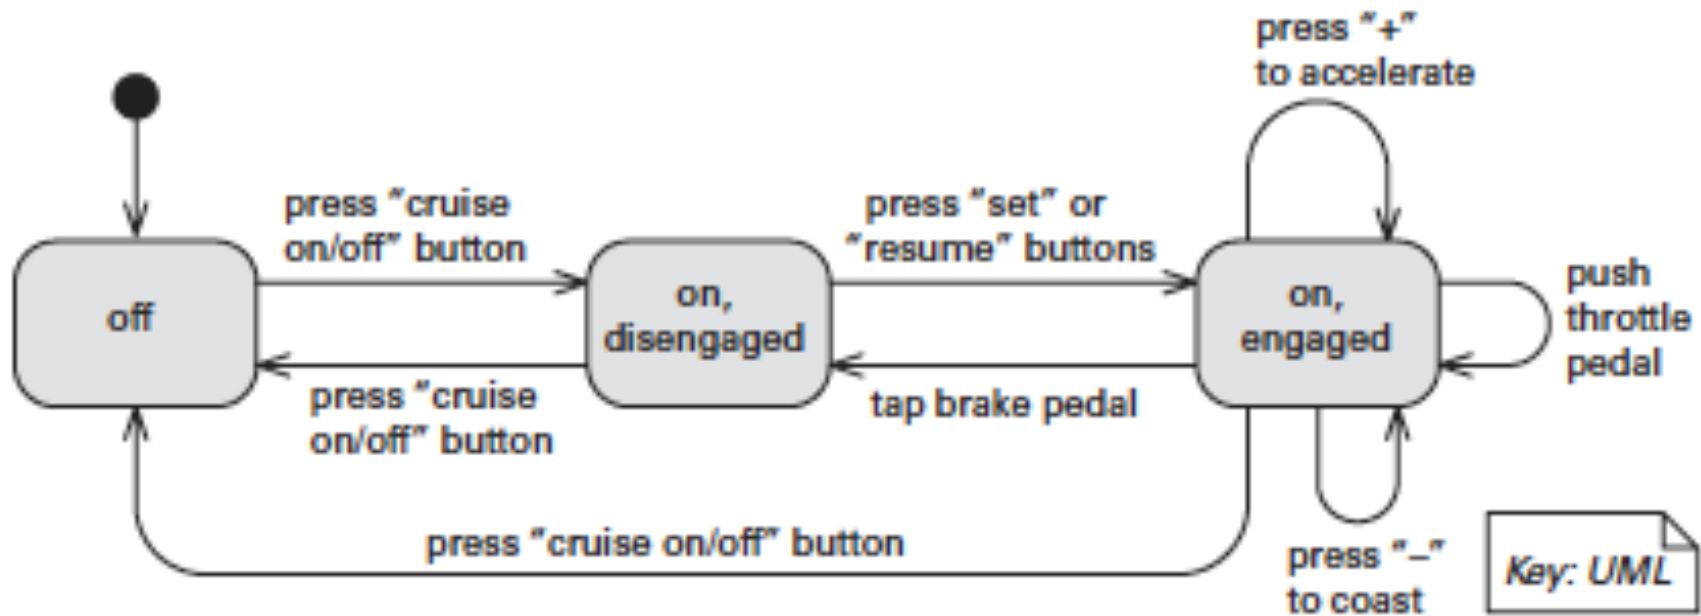 press “+”
to accelerate
press “cruise
on/off” button
press “set” or
“resume” buttons
off
on,
disengaged
on,
engaged
push
throttle
pedal
press “cruise
on/off” button
tap brake pedal
press “cruise on/off” button
press “–”
to coast
Key: UML